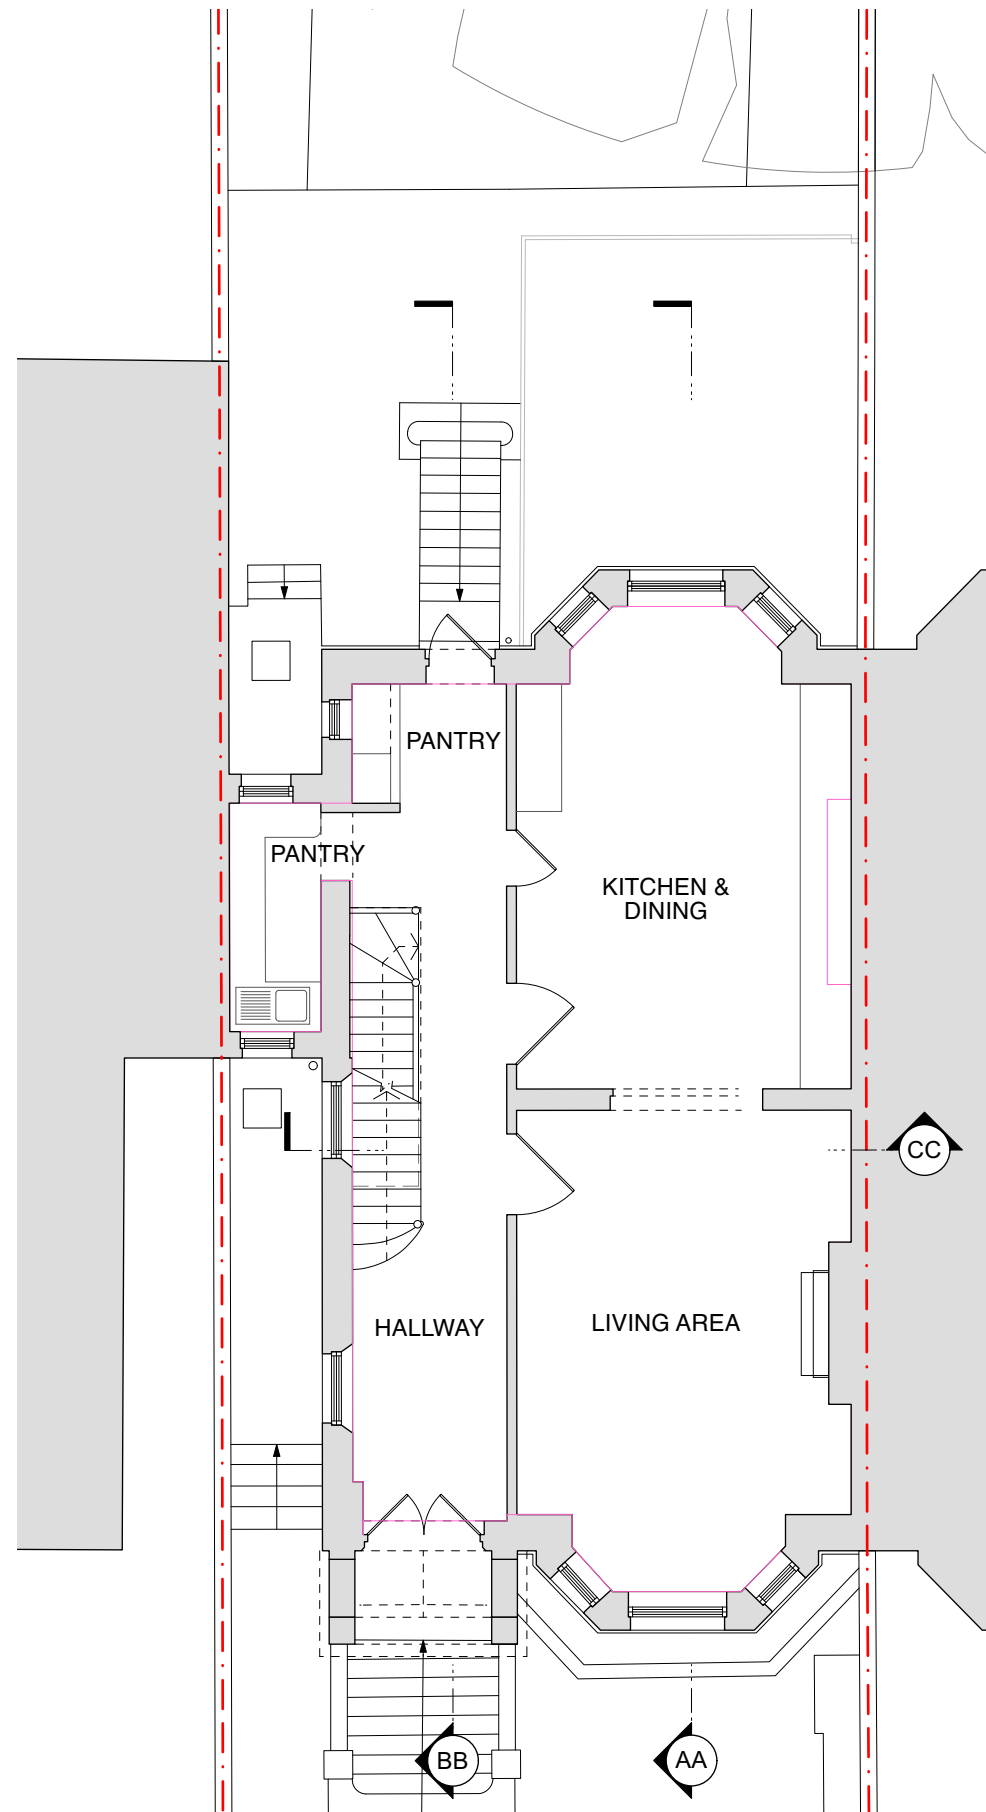 PANTRY
PANTRY
KITCHEN &
DINING
CC
HALLWAY
LIVING AREA
BB
AA